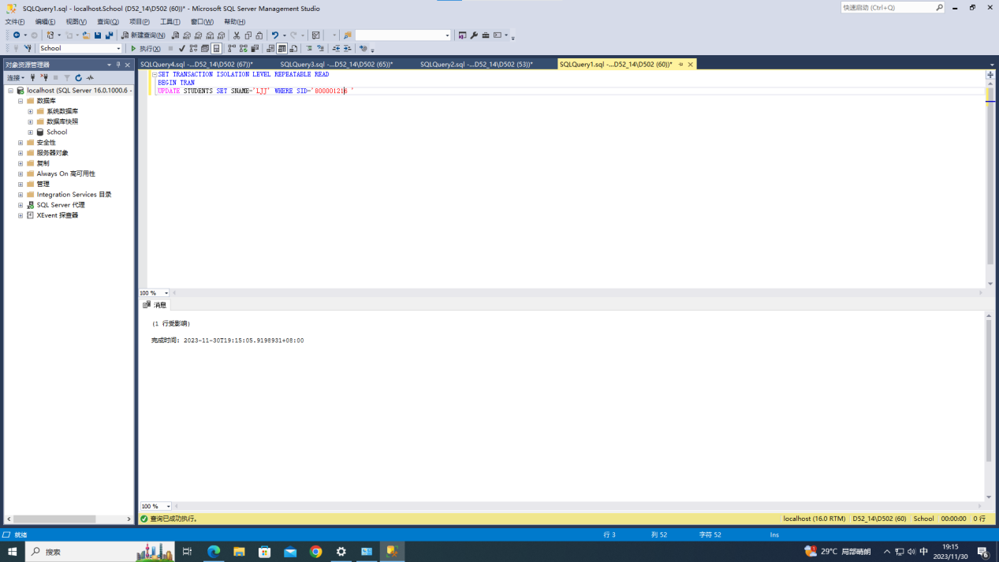 SQLQuery1.sql - localhost.School (D52_14\D502 (60))* - Microsoft SQL Server Management Studio
快速启动 (Ctrl+Q)
文件(F) 编辑(E) 视图(V) 查询(Q) 项目(P) 工具(T) 窗口(W) 帮助(H)
新建查询(N)
School 执行(X)
对象资源管理器
连接
localhost (SQL Server 16.0.1000.6 -
数据库
系统数据库
数据库快照
School
安全性
服务器对象
复制
Always On 高可用性
管理
Integration Services 目录
SQL Server 代理
XEvent 探查器
SQLQuery4.sql -...D52_14\D502 (67))* SQLQuery3.sql -...D52_14\D502 (65))* SQLQuery2.sql -...D52_14\D502 (53))* SQLQuery1.sql -...D52_14\D502 (60))*
SET TRANSACTION ISOLATION LEVEL REPEATABLE READ
BEGIN TRAN
UPDATE STUDENTS SET SNAME='LJJ' WHERE SID='800001216 '
100 %
消息
(1 行受影响)
完成时间: 2023-11-30T19:15:05.9198931+08:00
100 %
查询已成功执行。 localhost (16.0 RTM) D52_14\D502 (60) School 00:00:00 0 行
就绪 行 3 列 52 字符 52 Ins
搜索 29°C 局部晴朗 中 19:15
2023/11/30 6